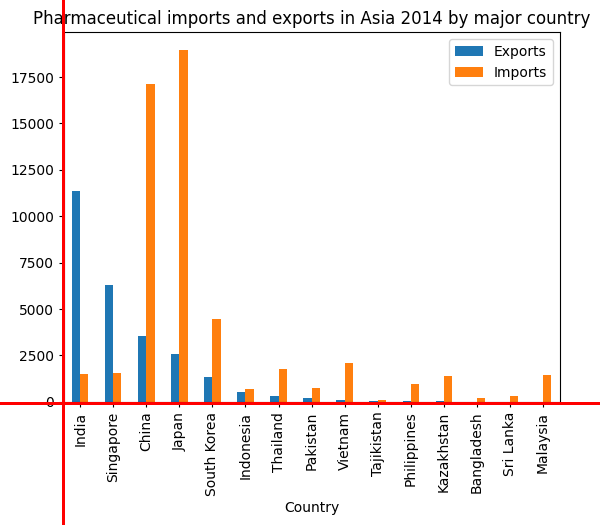 Pharmaceutical imports and exports in Asia 2014 by major country
Exports
Imports
17500
15000
12500
10000
7500
5000
2500
0
India
Singapore
China
Japan
South Korea
Indonesia
Thailand
Pakistan
Vietnam
Tajikistan
Philippines
Kazakhstan
Bangladesh
Sri Lanka
Malaysia
Country